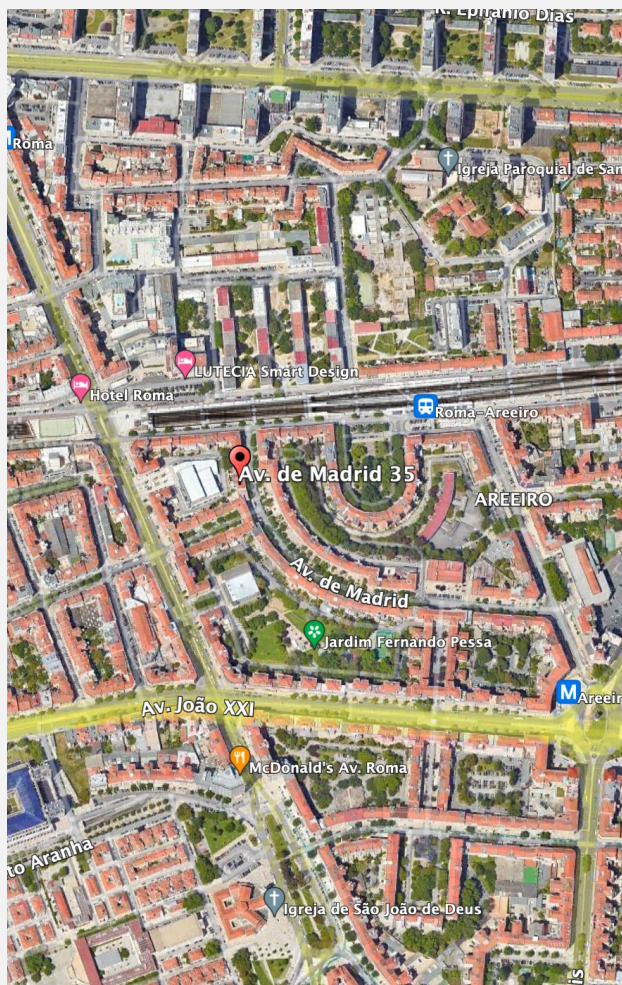 R. Epifânio Dias
Roma
Igreja Paroquial de San
LUTECIA Smart Design
Hotel Roma
Roma-Areeiro
Av. de Madrid 35
AREEIRO
Av. de Madrid
Jardim Fernando Pessa
M
Areeir
Av. João XXI
McDonald's Av. Roma
to Aranha
Igreja de São João de Deus
is